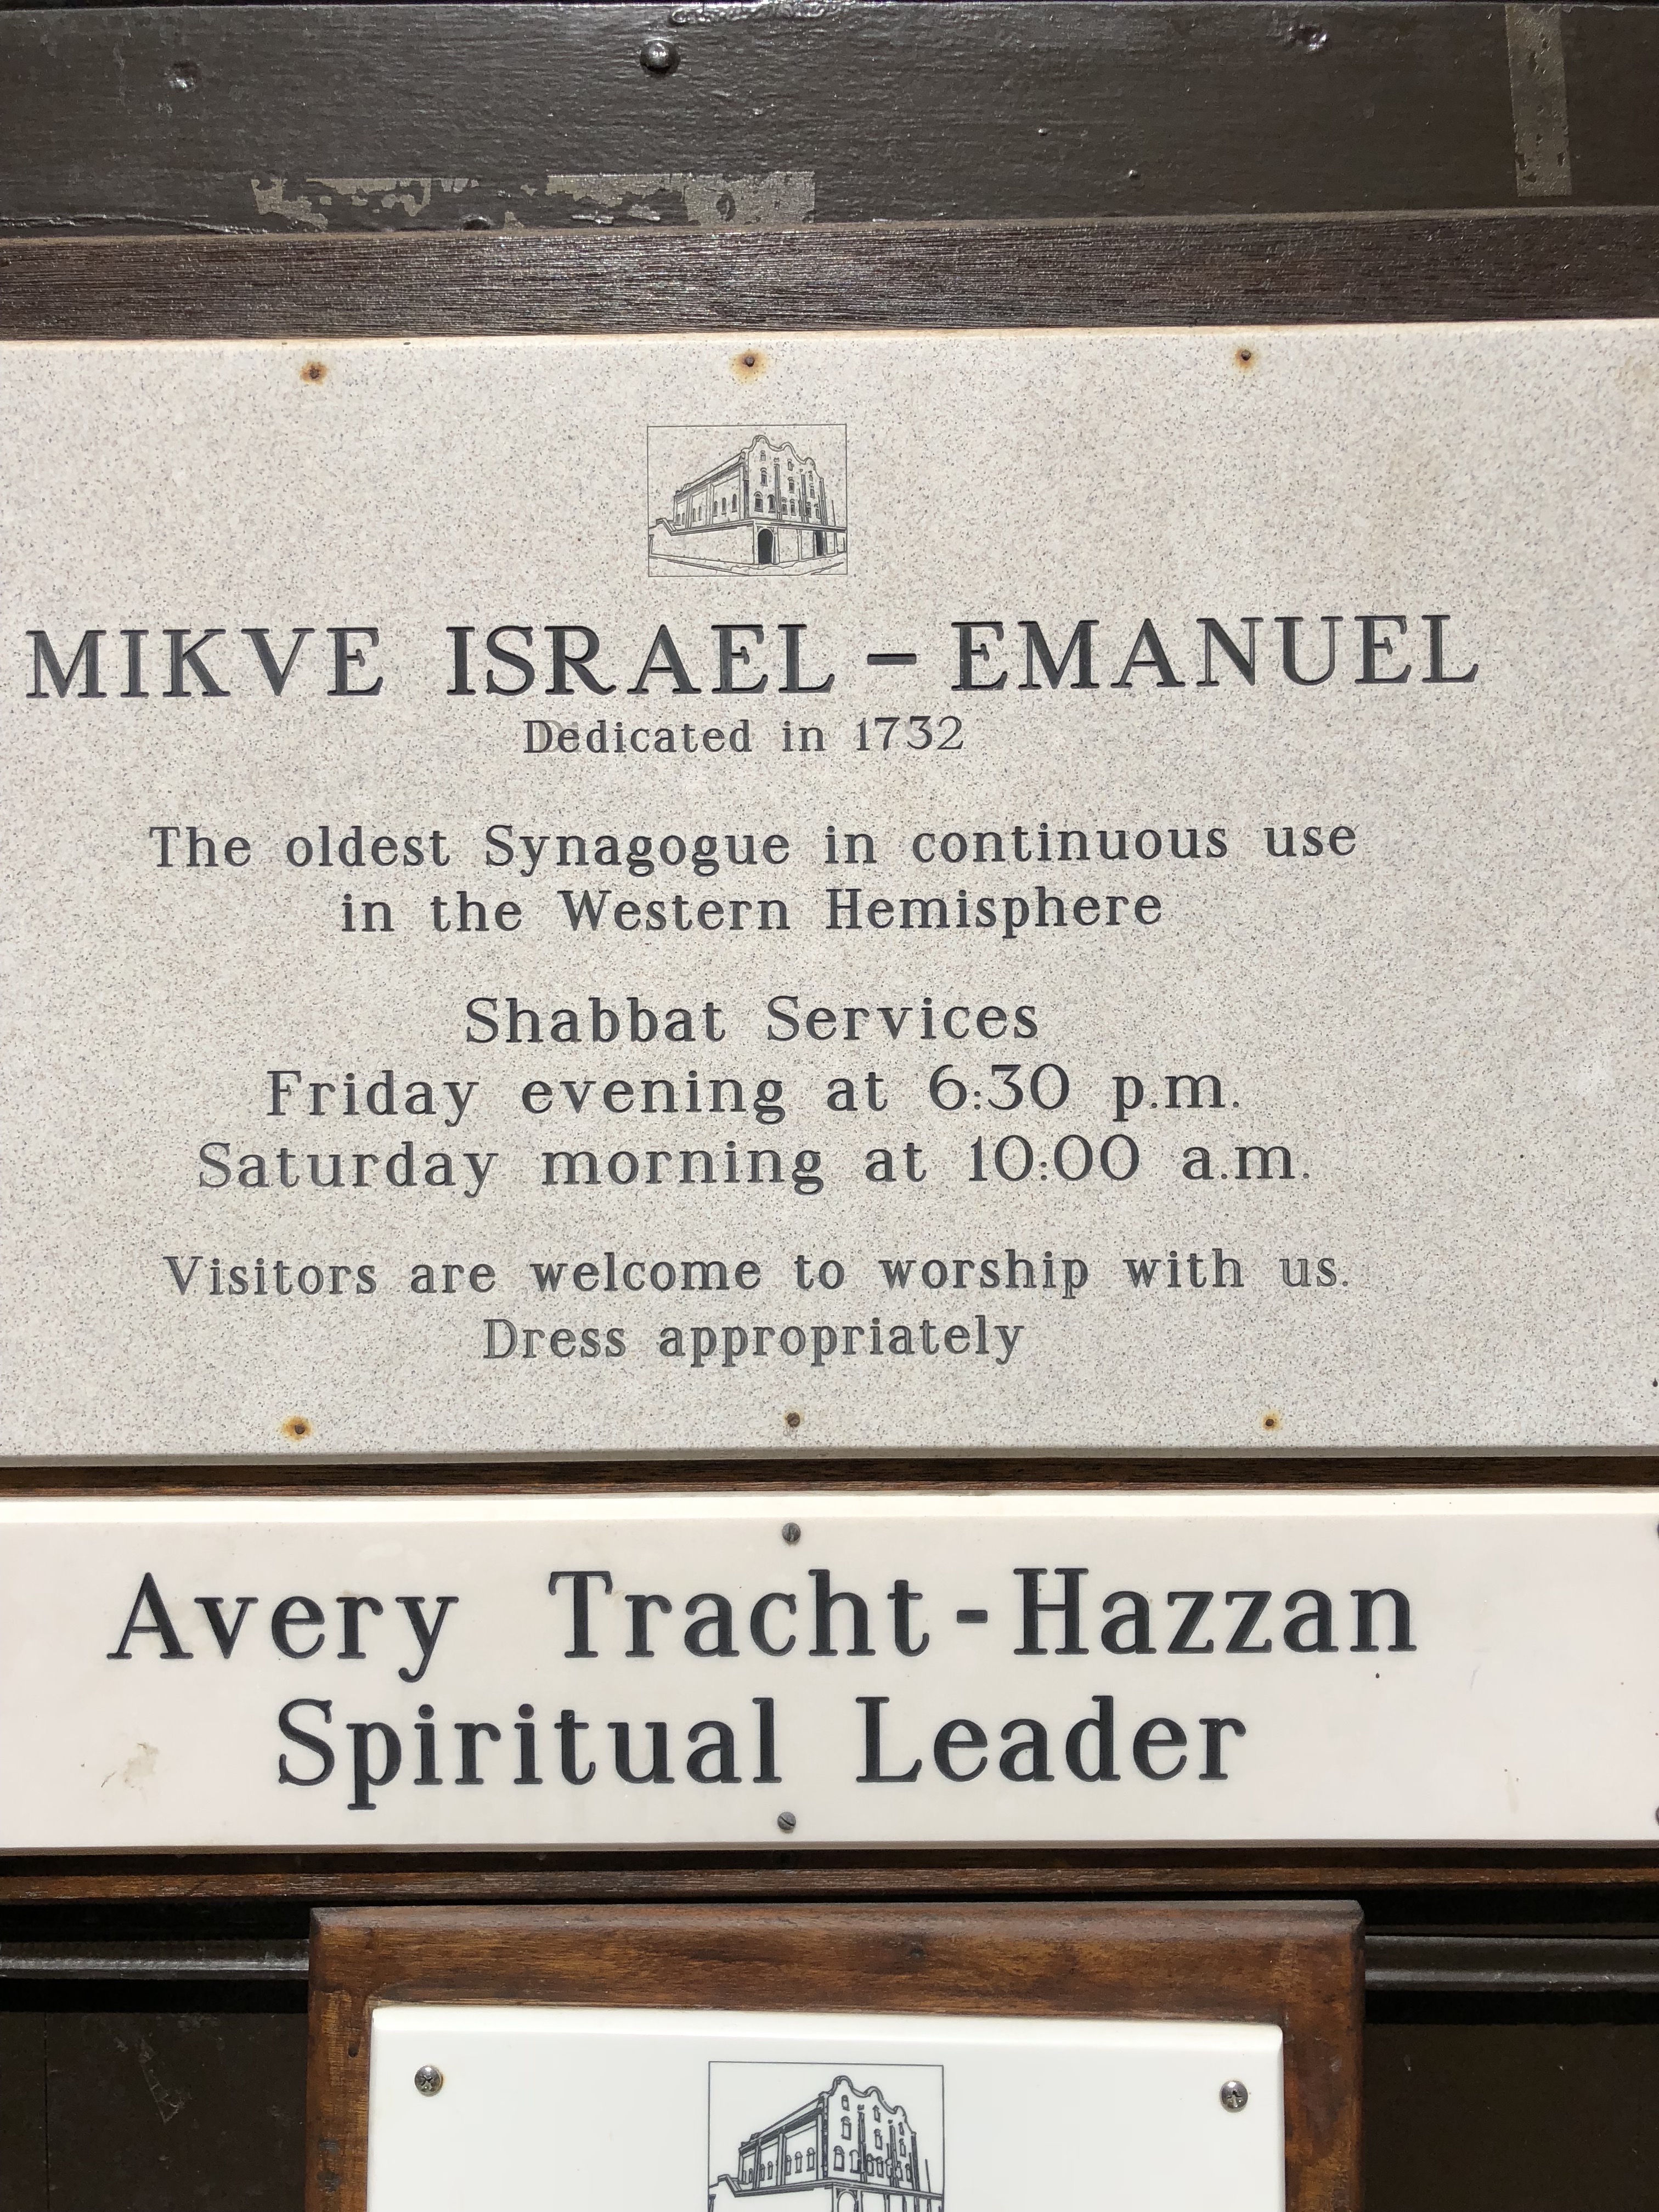 MIKVE ISRAEL – EMANUEL
Dedicated in 1732
The oldest Synagogue in continuous use
in the Western Hemisphere
Shabbat Services
Friday evening at 6:30 p.m.
Saturday morning at 10:00 a.m.
Visitors are welcome to worship with us.
Dress appropriately
Avery Tracht-Hazzan
Spiritual Leader